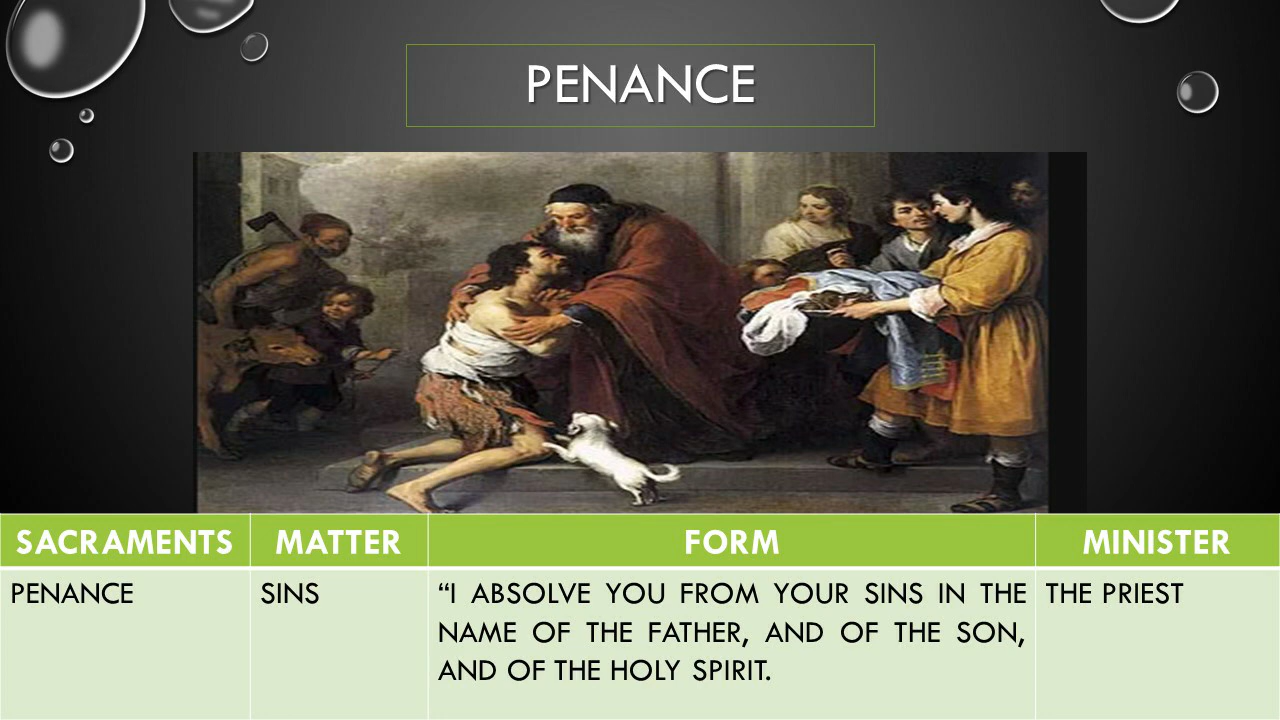 PENANCE
SACRAMENTS MATTER FORM MINISTER
PENANCE SINS “I ABSOLVE YOU FROM YOUR SINS IN THE THE PRIEST
NAME OF THE FATHER, AND OF THE SON,
AND OF THE HOLY SPIRIT.